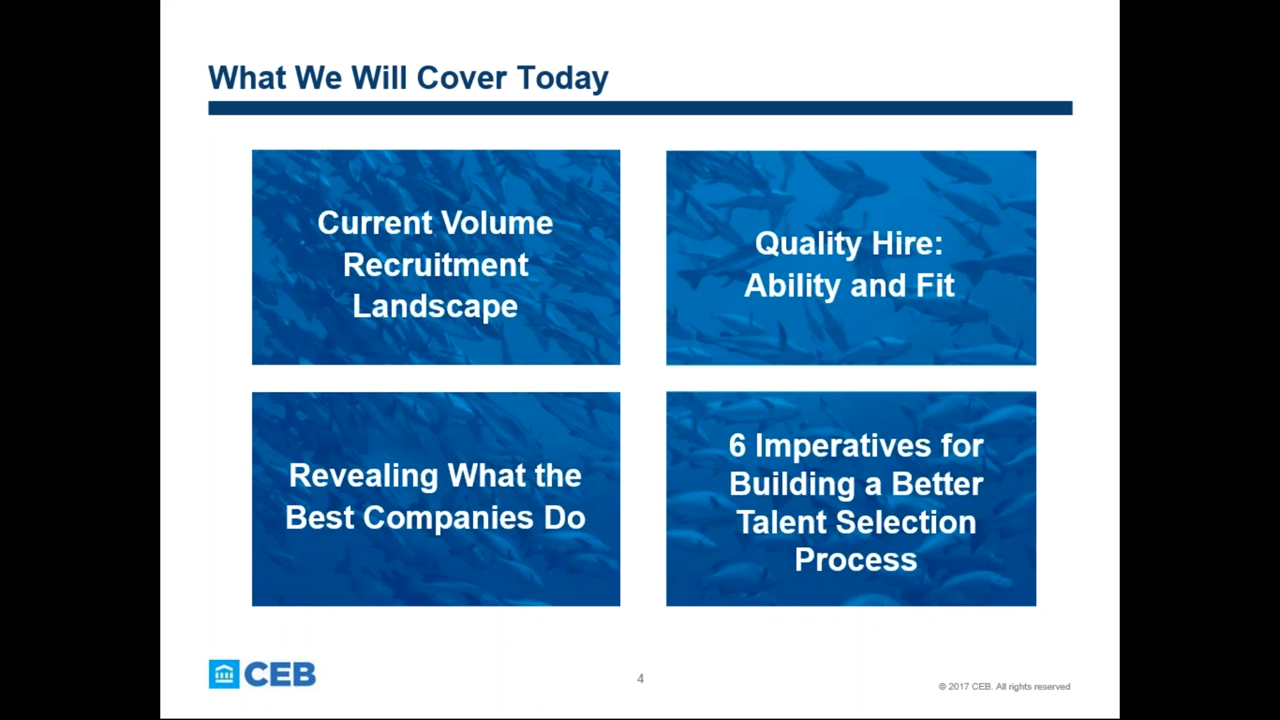 What We Will Cover Today
Current Volume
Recruitment
Landscape
Quality Hire:
Ability and Fit
Revealing What the
Best Companies Do
6 Imperatives for
Building a Better
Talent Selection
Process
CEB
4
© 2017 CEB. All rights reserved